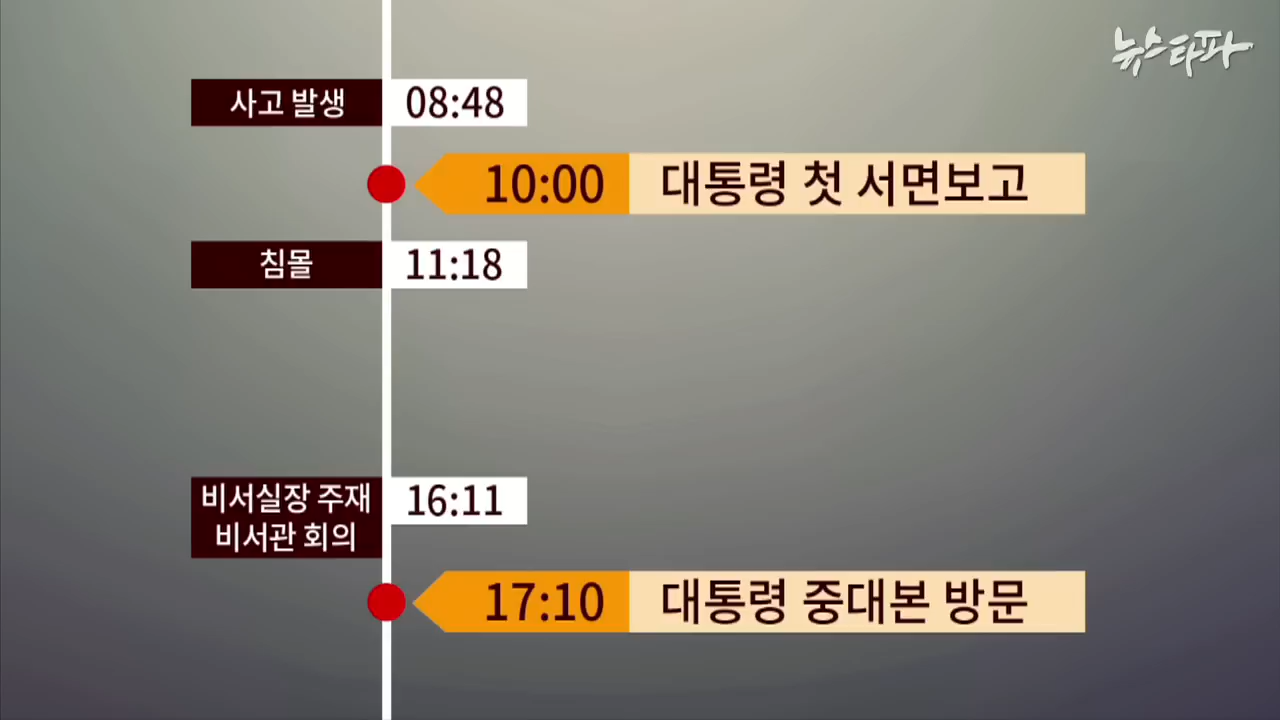 뉴스타파
사고 발생 08:48
10:00 대통령 첫 서면보고
침몰 11:18
비서실장 주재 16:11
비서관 회의
17:10 대통령 중대본 방문